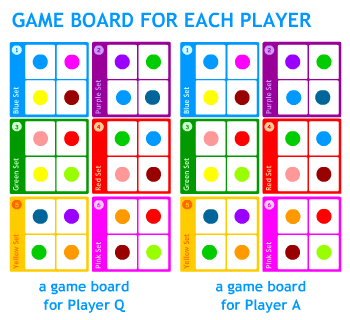 GAME BOARD FOR EACH PLAYER
1 Blue Set
2 Purple Set
1 Blue Set
2 Purple Set
3 Green Set
4 Red Set
3 Green Set
4 Red Set
Yellow Set
6 Pink Set
Yellow Set
6 Pink Set
a game board
for Player Q
a game board
for Player A